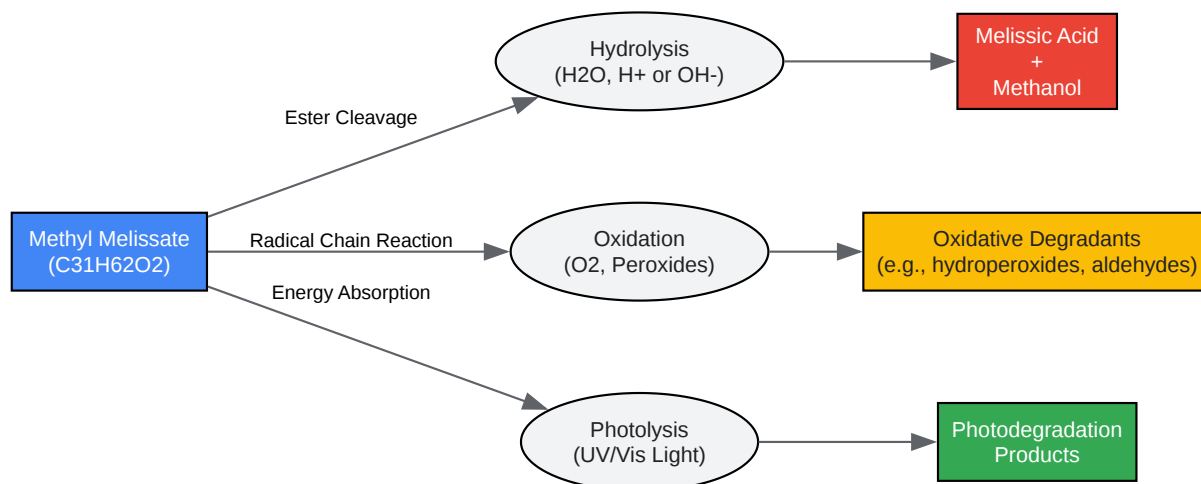 Hydrolysis
(H2O, H+ or OH-)
Melissic Acid
+
Methanol
Ester Cleavage
Methyl Melissate
(C31H62O2)
Radical Chain Reaction
Oxidation
(O2, Peroxides)
Oxidative Degradants
(e.g., hydroperoxides, aldehydes)
Energy Absorption
Photolysis
(UV/Vis Light)
Photodegradation
Products